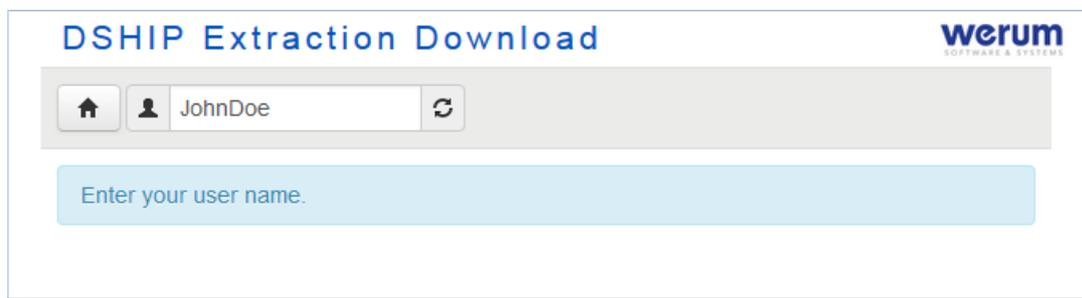 DSHIP Extraction Download
werum
SOFTWARE & SYSTEMS
JohnDoe
Enter your user name.